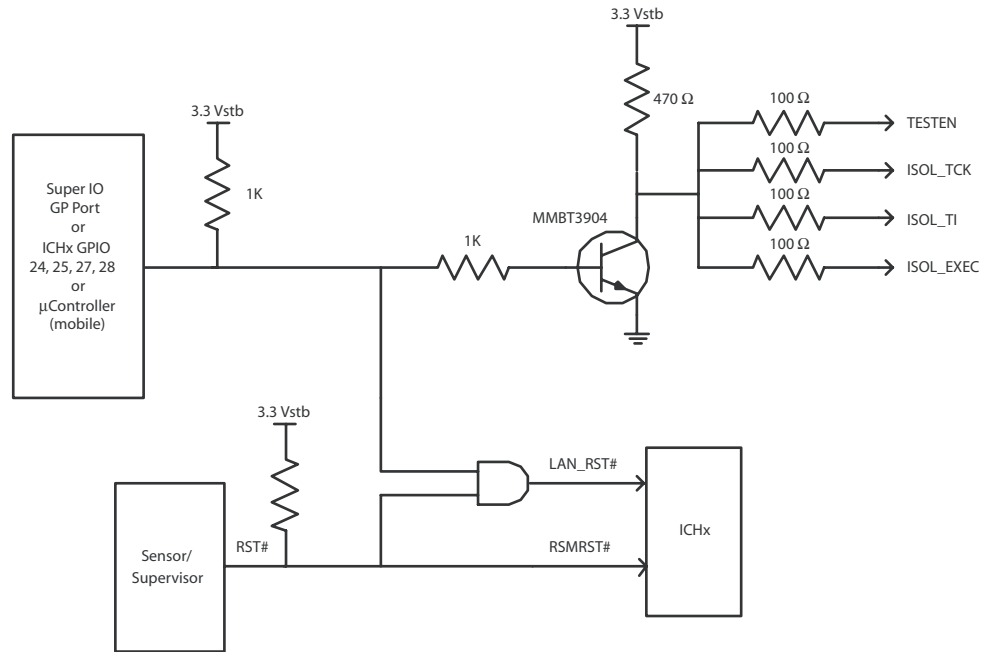 3.3 Vstb
470 Ω
100 Ω
TESTEN
100 Ω
ISOL_TCK
100 Ω
ISOL_TI
100 Ω
ISOL_EXEC
3.3 Vstb
1K
Super IO
GP Port
or
ICHx GPIO
24, 25, 27, 28
or
µController
(mobile)
MMBT3904
1K
3.3 Vstb
LAN_RST#
ICHx
RST#
RSMRST#
Sensor/
Supervisor